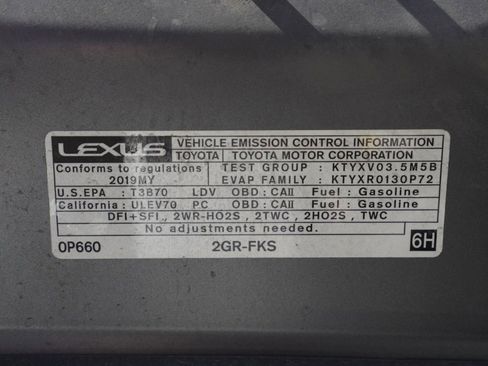 LEXUS VEHICLE EMISSION CONTROL INFORMATION
TOYOTA TOYOTA MOTOR CORPORATION
Conforms to regulations TEST GROUP : KTYXV03.5M5B
2019MY EVAP FAMILY : KTYXR0130P72
U.S.EPA : T3B70 LDV OBD: CAII Fuel : Gasoline
California : ULEV70 PC OBD: CAII Fuel : Gasoline
DFI+SFI, 2WR-HO2S, 2TWC, 2HO2S, TWC
No adjustments needed.
0P660 2GR-FKS 6H